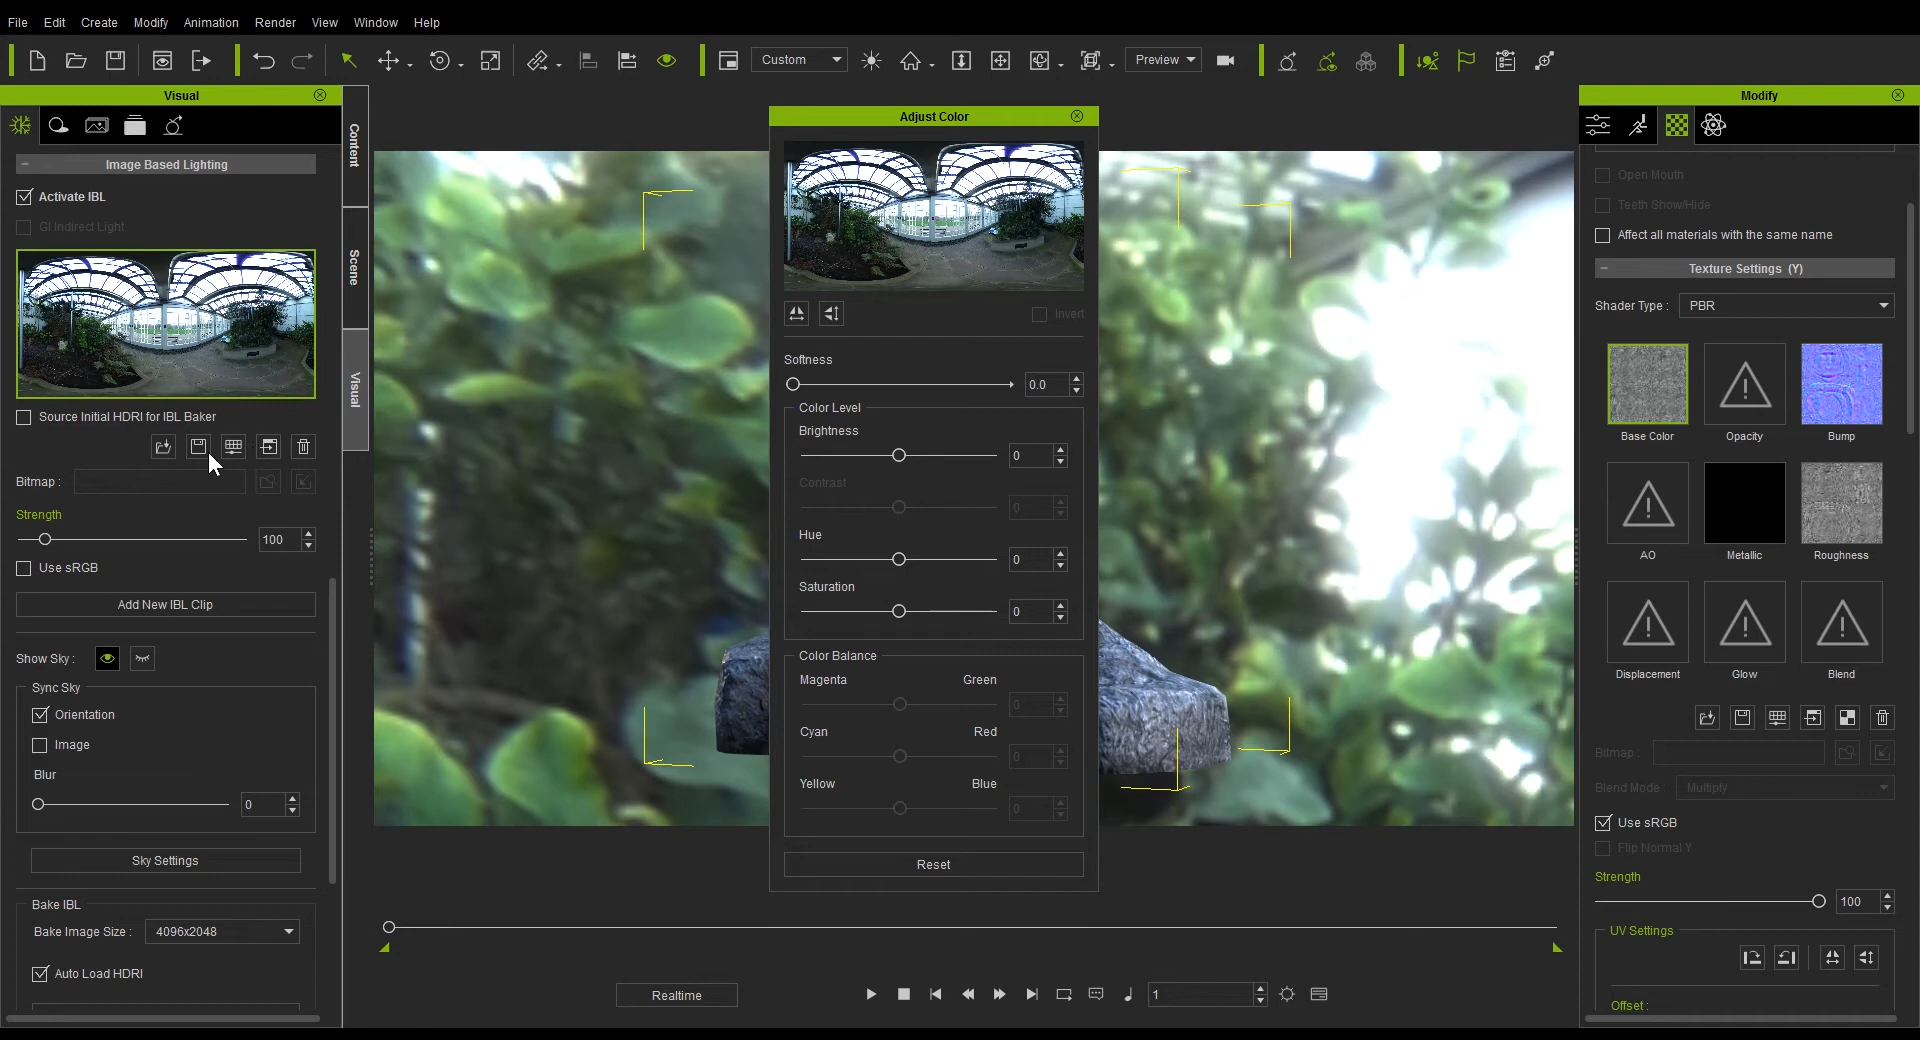 File Edit Create Modify Animation Render View Window Help
Custom
Preview
Visual
Content
Scene
Visual
Image Based Lighting
Activate IBL
GI Indirect Light
Source Initial HDRI for IBL Baker
Bitmap :
Strength
100
Use sRGB
Add New IBL Clip
Show Sky :
Sync Sky
Orientation
Image
Blur
0
Sky Settings
Bake IBL
Bake Image Size : 4096x2048
Auto Load HDRI
Adjust Color
Invert
Softness
0.0
Color Level
Brightness
0
Contrast
0
Hue
0
Saturation
0
Color Balance
Magenta Green
0
Cyan Red
0
Yellow Blue
0
Reset
Realtime
1
Modify
Open Mouth
Teeth Show/Hide
Affect all materials with the same name
Texture Settings (Y)
Shader Type : PBR
Base Color Opacity Bump
AO Metallic Roughness
Displacement Glow Blend
Bitmap :
Blend Mode : Multiply
Use sRGB
Flip Normal Y
Strength
100
UV Settings
Offset :